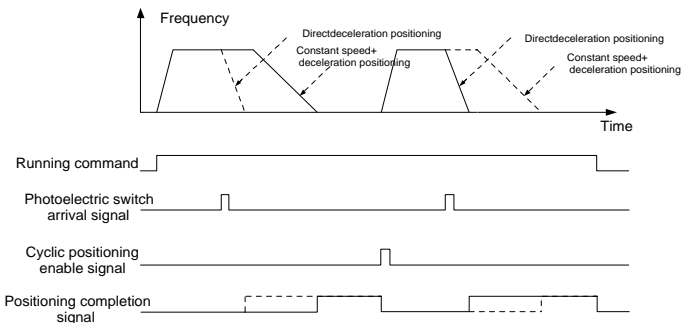 Frequency
Directdeceleration positioning
Constant speed+
deceleration positioning
Directdeceleration positioning
Constant speed+
deceleration positioning
Time
Running command
Photoelectric switch
arrival signal
Cyclic positioning
enable signal
Positioning completion
signal